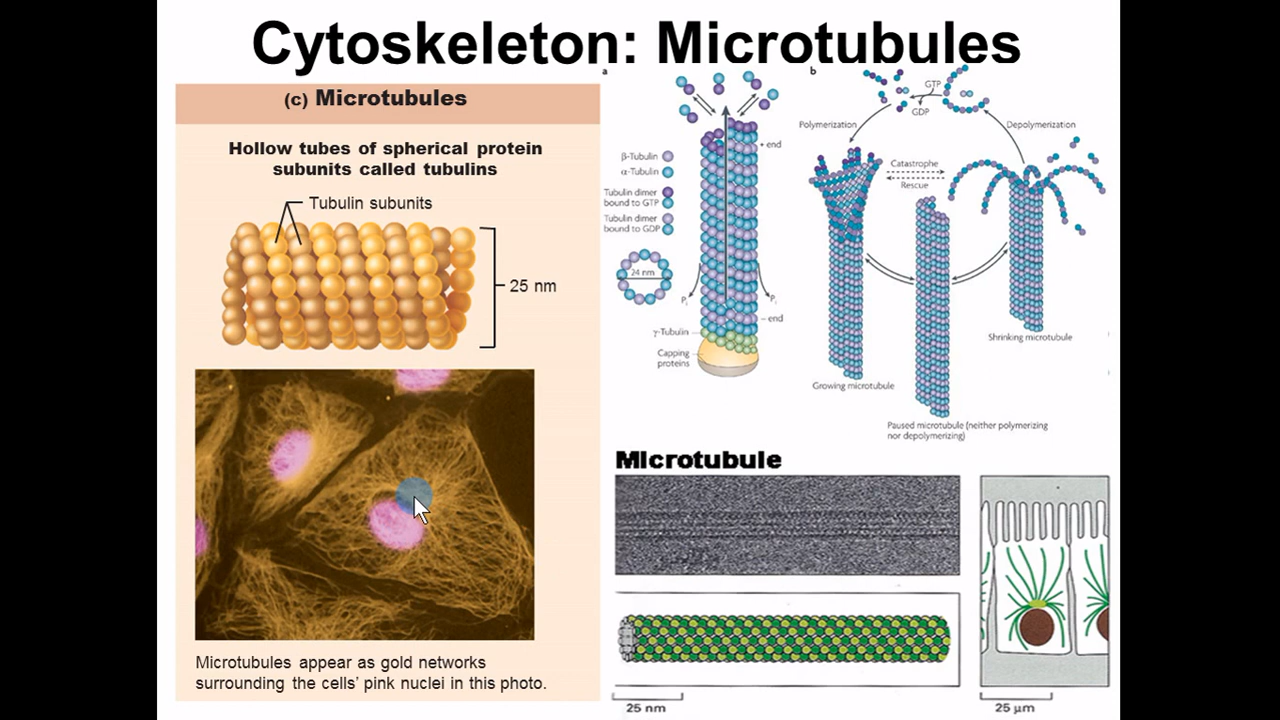 Cytoskeleton: Microtubules
(c) Microtubules
Hollow tubes of spherical protein
subunits called tubulins
Tubulin subunits
25 nm
Microtubules appear as gold networks
surrounding the cells’ pink nuclei in this photo.
a
β-Tubulin
α-Tubulin
Tubulin dimer
bound to GTP
Tubulin dimer
bound to GDP
24 nm
+ end
Pi
Pi
– end
γ-Tubulin
Capping
proteins
b
GTP
GDP
Polymerization
Depolymerization
Catastrophe
Rescue
Growing microtubule
Shrinking microtubule
Paused microtubule (neither polymerizing
nor depolymerizing)
Microtubule
25 nm
25 µm